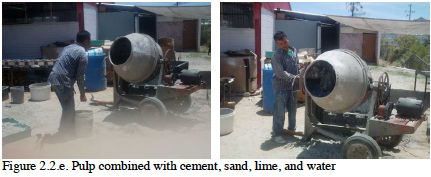 Figure 2.2.e. Pulp combined with cement, sand, lime, and water